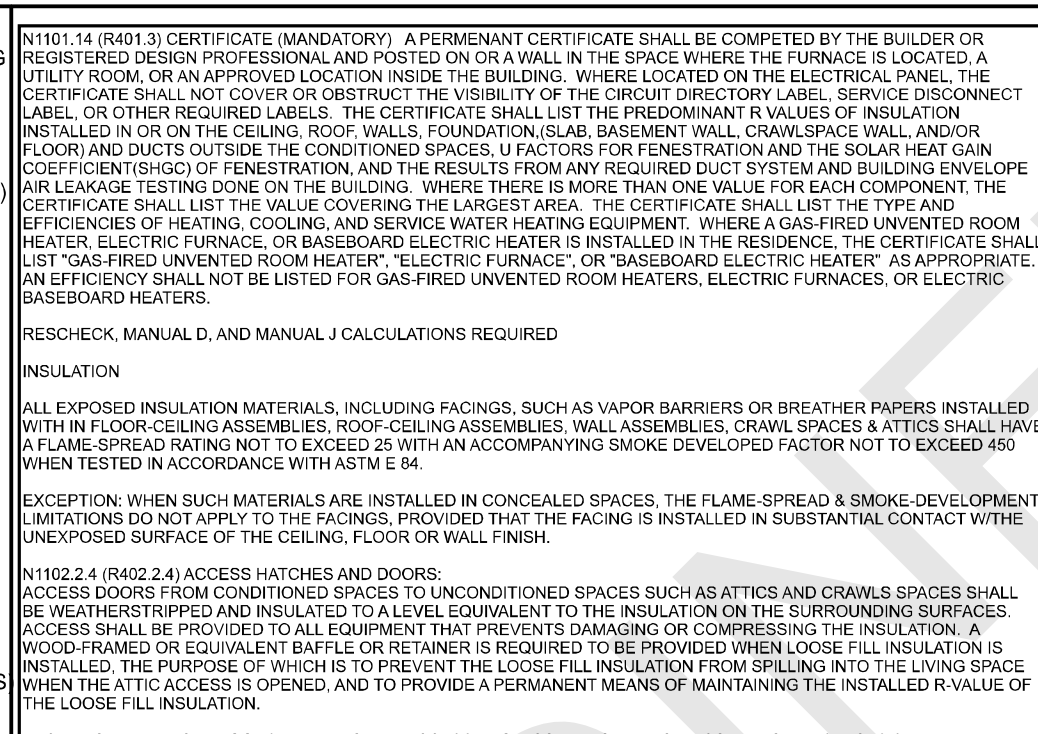 N1101.14 (R401.3) CERTIFICATE (MANDATORY) A PERMENANT CERTIFICATE SHALL BE COMPETED BY THE BUILDER OR
REGISTERED DESIGN PROFESSIONAL AND POSTED ON OR A WALL IN THE SPACE WHERE THE FURNACE IS LOCATED, A
UTILITY ROOM, OR AN APPROVED LOCATION INSIDE THE BUILDING. WHERE LOCATED ON THE ELECTRICAL PANEL, THE
CERTIFICATE SHALL NOT COVER OR OBSTRUCT THE VISIBILITY OF THE CIRCUIT DIRECTORY LABEL, SERVICE DISCONNECT
LABEL, OR OTHER REQUIRED LABELS. THE CERTIFICATE SHALL LIST THE PREDOMINANT R VALUES OF INSULATION
INSTALLED IN OR ON THE CEILING, ROOF, WALLS, FOUNDATION,(SLAB, BASEMENT WALL, CRAWLSPACE WALL, AND/OR
FLOOR) AND DUCTS OUTSIDE THE CONDITIONED SPACES, U FACTORS FOR FENESTRATION AND THE SOLAR HEAT GAIN
COEFFICIENT(SHGC) OF FENESTRATION, AND THE RESULTS FROM ANY REQUIRED DUCT SYSTEM AND BUILDING ENVELOPE
AIR LEAKAGE TESTING DONE ON THE BUILDING. WHERE THERE IS MORE THAN ONE VALUE FOR EACH COMPONENT, THE
CERTIFICATE SHALL LIST THE VALUE COVERING THE LARGEST AREA. THE CERTIFICATE SHALL LIST THE TYPE AND
EFFICIENCIES OF HEATING, COOLING, AND SERVICE WATER HEATING EQUIPMENT. WHERE A GAS-FIRED UNVENTED ROOM
HEATER, ELECTRIC FURNACE, OR BASEBOARD ELECTRIC HEATER IS INSTALLED IN THE RESIDENCE, THE CERTIFICATE SHALL
LIST "GAS-FIRED UNVENTED ROOM HEATER", "ELECTRIC FURNACE", OR "BASEBOARD ELECTRIC HEATER" AS APPROPRIATE.
AN EFFICIENCY SHALL NOT BE LISTED FOR GAS-FIRED UNVENTED ROOM HEATERS, ELECTRIC FURNACES, OR ELECTRIC
BASEBOARD HEATERS.
RESCHECK, MANUAL D, AND MANUAL J CALCULATIONS REQUIRED
INSULATION
ALL EXPOSED INSULATION MATERIALS, INCLUDING FACINGS, SUCH AS VAPOR BARRIERS OR BREATHER PAPERS INSTALLED
WITH IN FLOOR-CEILING ASSEMBLIES, ROOF-CEILING ASSEMBLIES, WALL ASSEMBLIES, CRAWL SPACES & ATTICS SHALL HAVE
A FLAME-SPREAD RATING NOT TO EXCEED 25 WITH AN ACCOMPANYING SMOKE DEVELOPED FACTOR NOT TO EXCEED 450
WHEN TESTED IN ACCORDANCE WITH ASTM E 84.
EXCEPTION: WHEN SUCH MATERIALS ARE INSTALLED IN CONCEALED SPACES, THE FLAME-SPREAD & SMOKE-DEVELOPMENT
LIMITATIONS DO NOT APPLY TO THE FACINGS, PROVIDED THAT THE FACING IS INSTALLED IN SUBSTANTIAL CONTACT W/THE
UNEXPOSED SURFACE OF THE CEILING, FLOOR OR WALL FINISH.
N1102.2.4 (R402.2.4) ACCESS HATCHES AND DOORS:
ACCESS DOORS FROM CONDITIONED SPACES TO UNCONDITIONED SPACES SUCH AS ATTICS AND CRAWLS SPACES SHALL
BE WEATHERSTRIPPED AND INSULATED TO A LEVEL EQUIVALENT TO THE INSULATION ON THE SURROUNDING SURFACES.
ACCESS SHALL BE PROVIDED TO ALL EQUIPMENT THAT PREVENTS DAMAGING OR COMPRESSING THE INSULATION. A
WOOD-FRAMED OR EQUIVALENT BAFFLE OR RETAINER IS REQUIRED TO BE PROVIDED WHEN LOOSE FILL INSULATION IS
INSTALLED, THE PURPOSE OF WHICH IS TO PREVENT THE LOOSE FILL INSULATION FROM SPILLING INTO THE LIVING SPACE
WHEN THE ATTIC ACCESS IS OPENED, AND TO PROVIDE A PERMANENT MEANS OF MAINTAINING THE INSTALLED R-VALUE OF
THE LOOSE FILL INSULATION.